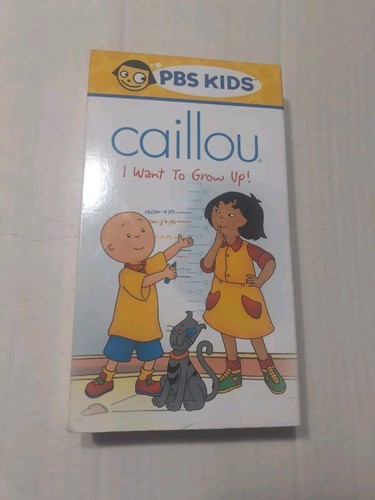 PBS KIDS
caillou
I Want To Grow Up!